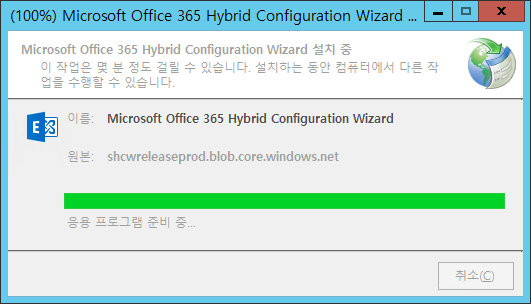 (100%) Microsoft Office 365 Hybrid Configuration Wizard ...
Microsoft Office 365 Hybrid Configuration Wizard 설치 중
이 작업은 몇 분 정도 걸릴 수 있습니다. 설치하는 동안 컴퓨터에서 다른 작
업을 수행할 수 있습니다.
이름: Microsoft Office 365 Hybrid Configuration Wizard
원본: shcwreleaseprod.blob.core.windows.net
응용 프로그램 준비 중...
취소(C)